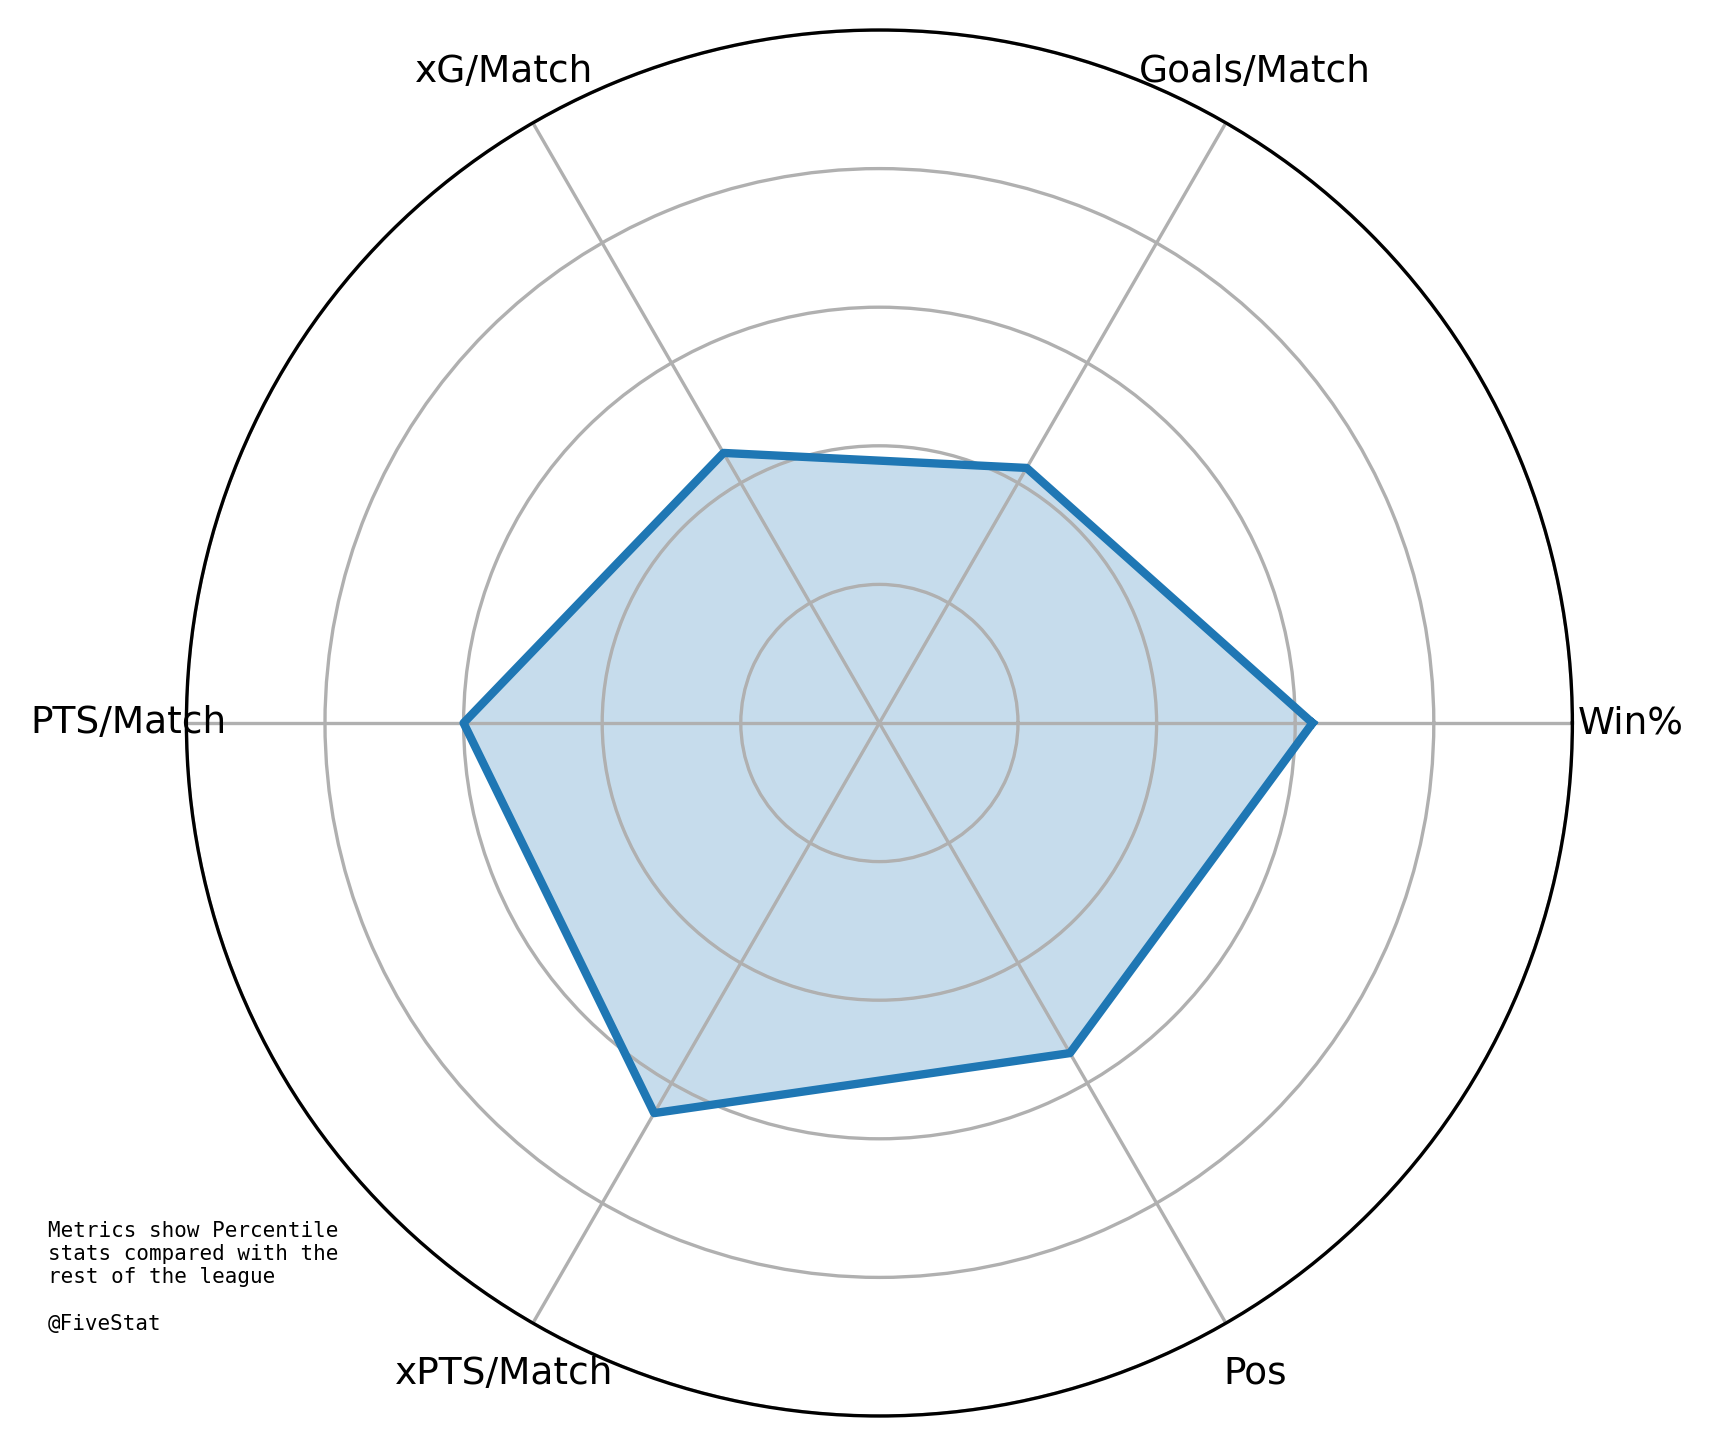 xG/Match
Goals/Match
PTS/Match
Win%
Metrics show Percentile
stats compared with the
rest of the league
@FiveStat
xPTS/Match
Pos